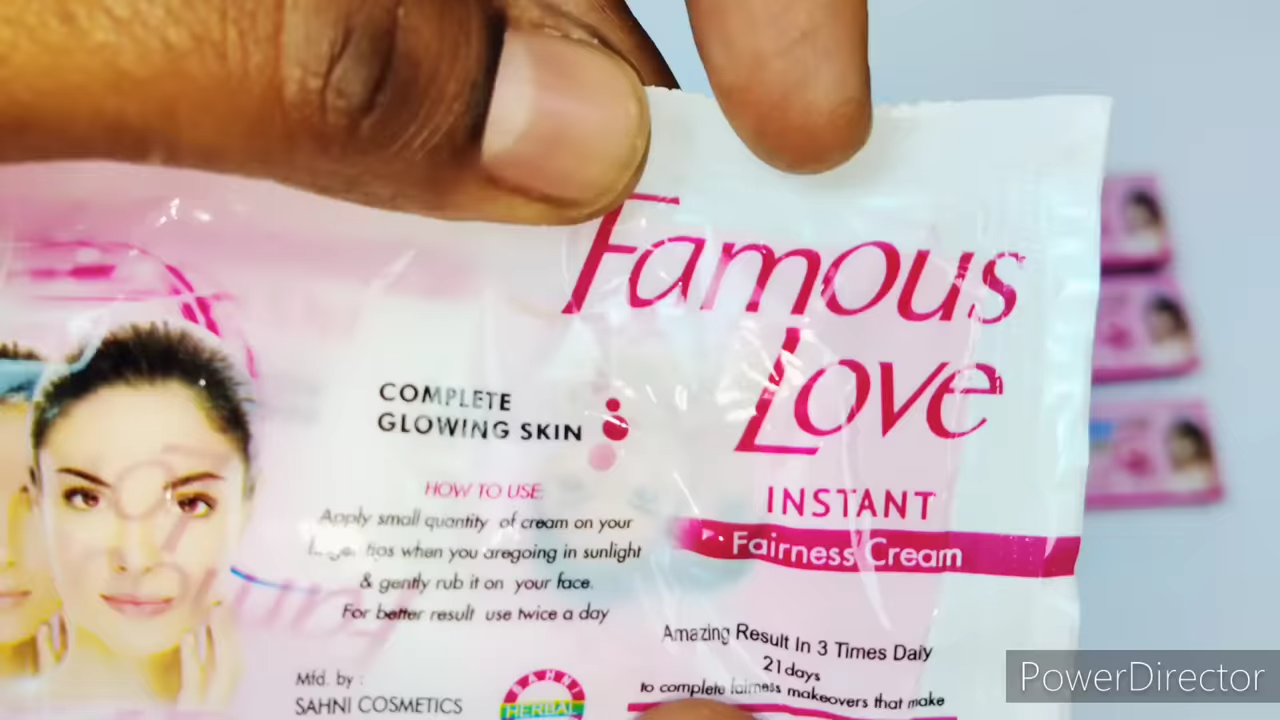 Famous
Love
INSTANT
Fairness Cream
COMPLETE
GLOWING SKIN
HOW TO USE
Apply small quantity of cream on your
tips when you aregoing in sunlight
& gently rub it on your face.
For better result use twice a day
Mfd. by :
SAHNI COSMETICS
SAHNI
HERBAL
Amazing Result In 3 Times Daily
21days
to complete fairness makeovers that make
PowerDirector